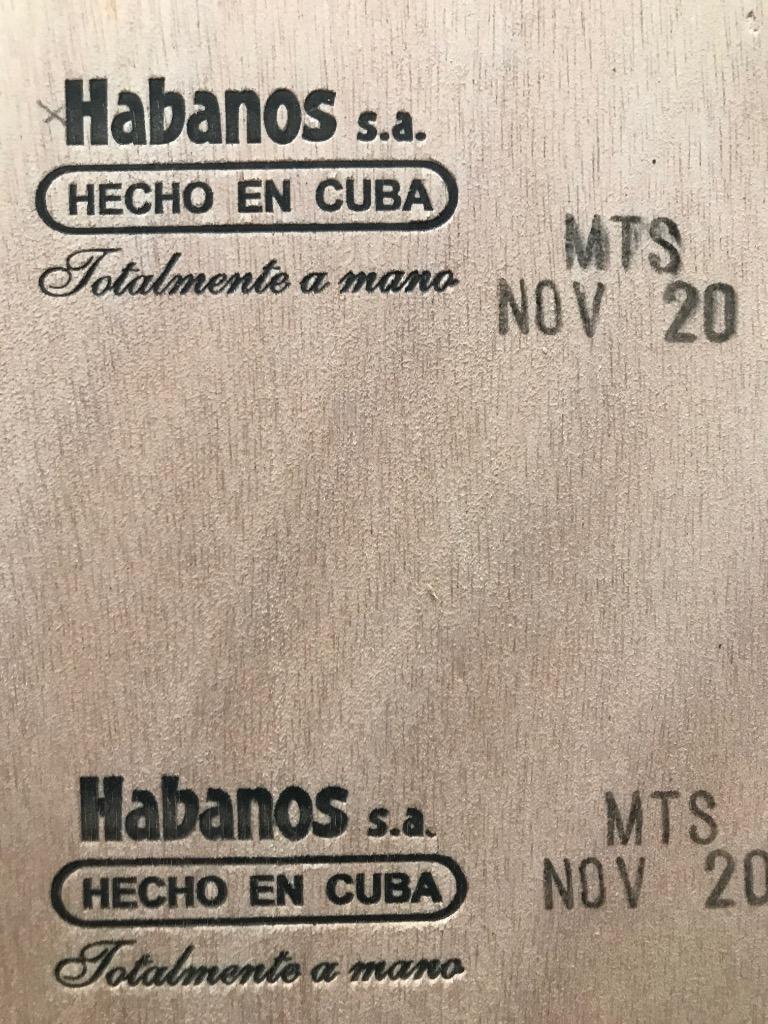 Habanos s.a.
HECHO EN CUBA
Totalmente a mano
MTS
NOV 20
Habanos s.a.
HECHO EN CUBA
Totalmente a mano
MTS
NOV 20